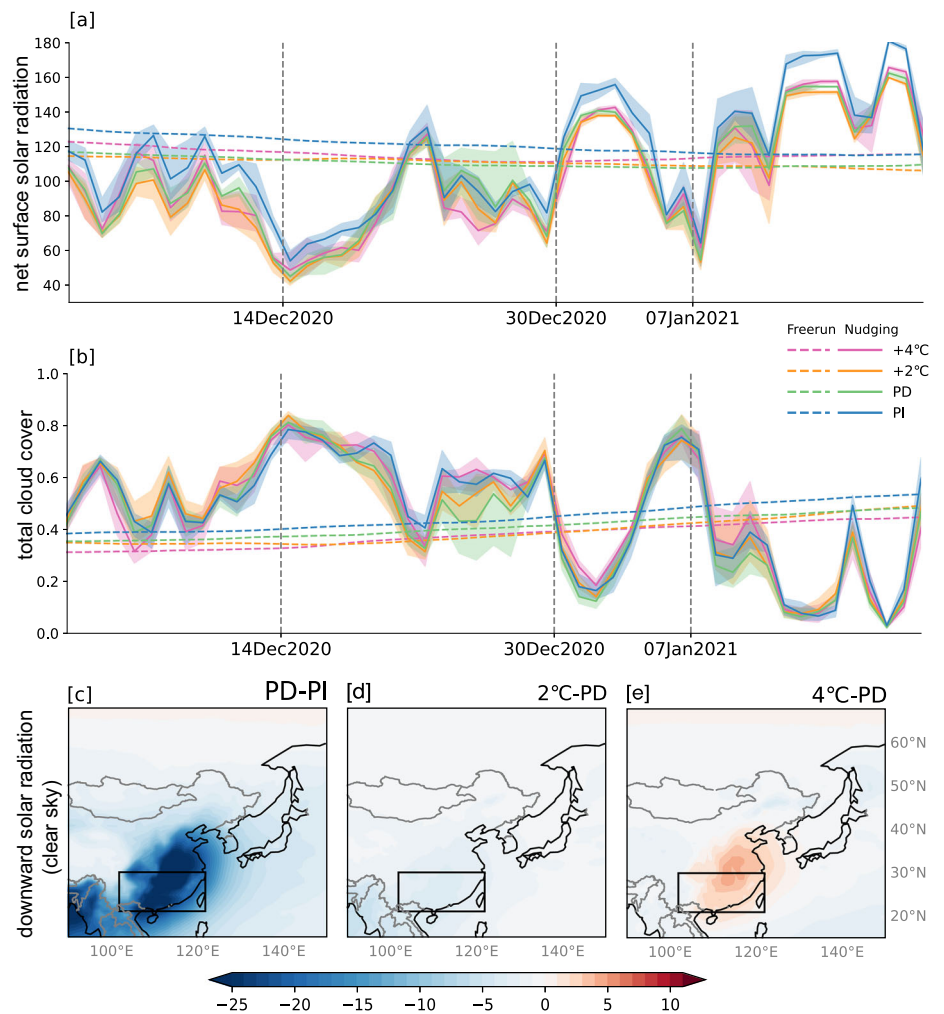 [a]
net surface solar radiation
180
160
140
120
100
80
60
40
14Dec2020
30Dec2020
07Jan2021
Freerun Nudging
+4°C
+2°C
PD
PI
[b]
total cloud cover
1.0
0.8
0.6
0.4
0.2
0.0
14Dec2020
30Dec2020
07Jan2021
downward solar radiation
(clear sky)
[c]
PD-PI
[d]
2°C-PD
[e]
4°C-PD
60°N
50°N
40°N
30°N
20°N
100°E
120°E
140°E
100°E
120°E
140°E
100°E
120°E
140°E
−25
−20
−15
−10
−5
0
5
10